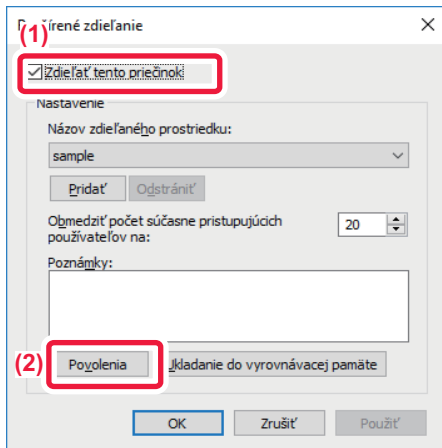 (1)
Zdieľať tento priečinok
Nastavenie
Názov zdieľaného prostriedku:
sample
Pridať Odstrániť
Obmedziť počet súčasne pristupujúcich 20
používateľov na:
Poznámky:
(2) Povolenia Ukladanie do vyrovnávacej pamäte
OK Zrušiť Použiť